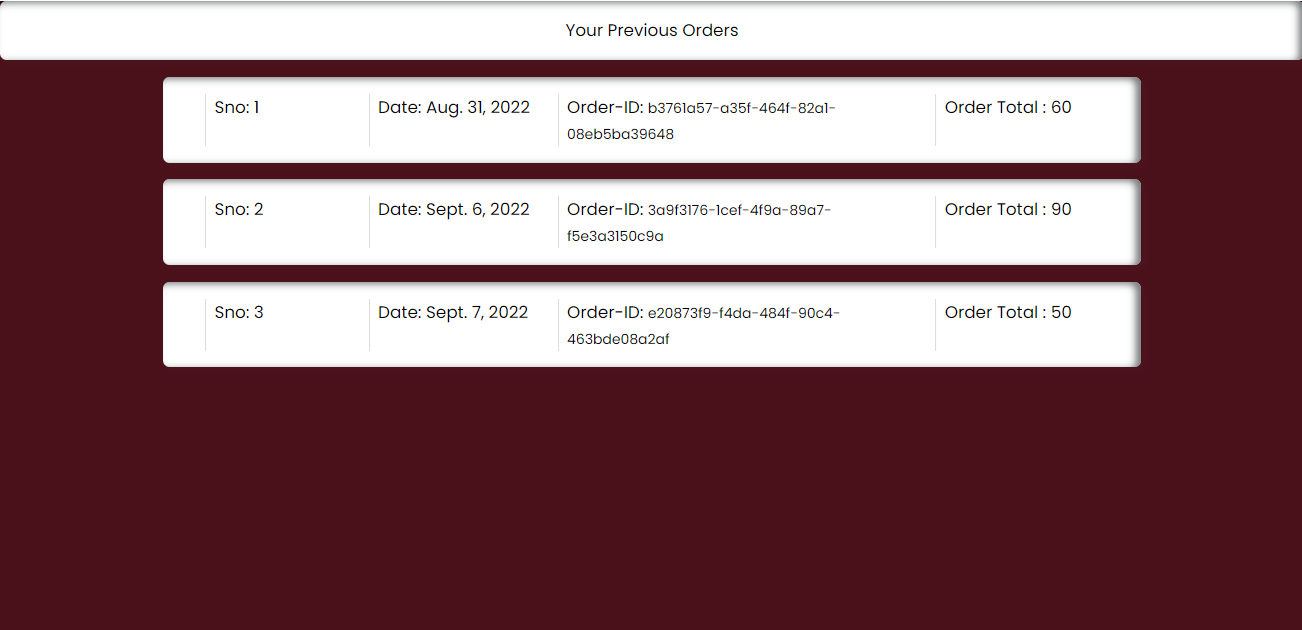 Your Previous Orders
Sno: 1 Date: Aug. 31, 2022 Order-ID: b3761a57-a35f-464f-82a1- Order Total : 60
08eb5ba39648
Sno: 2 Date: Sept. 6, 2022 Order-ID: 3a9f3176-1cef-4f9a-89a7- Order Total : 90
f5e3a3150c9a
Sno: 3 Date: Sept. 7, 2022 Order-ID: e20873f9-f4da-484f-90c4- Order Total : 50
463bde08a2af